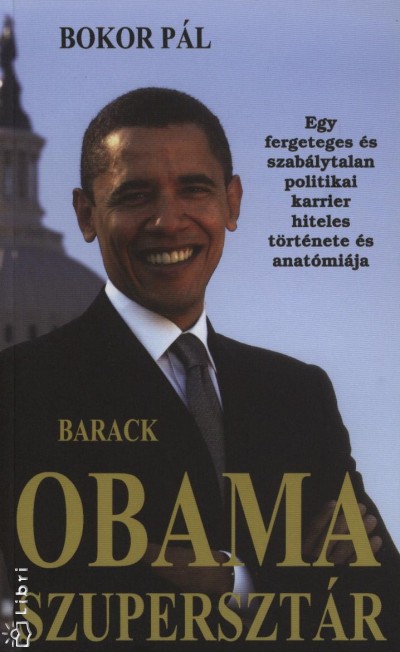 BOKOR PÁL
Egy
fergeteges és
szabálytalan
politikai
karrier
hiteles
története és
anatómiája
BARACK
OBAMA
SZUPERSZTÁR
Libri